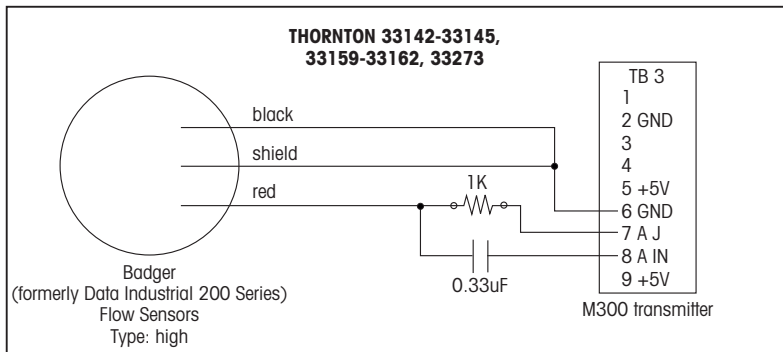 THORNTON 33142-33145,
33159-33162, 33273
black
shield
red
1K
0.33uF
Badger
(formerly Data Industrial 200 Series)
Flow Sensors
Type: high
TB 3
1
2 GND
3
4
5 +5V
6 GND
7 A J
8 A IN
9 +5V
M300 transmitter